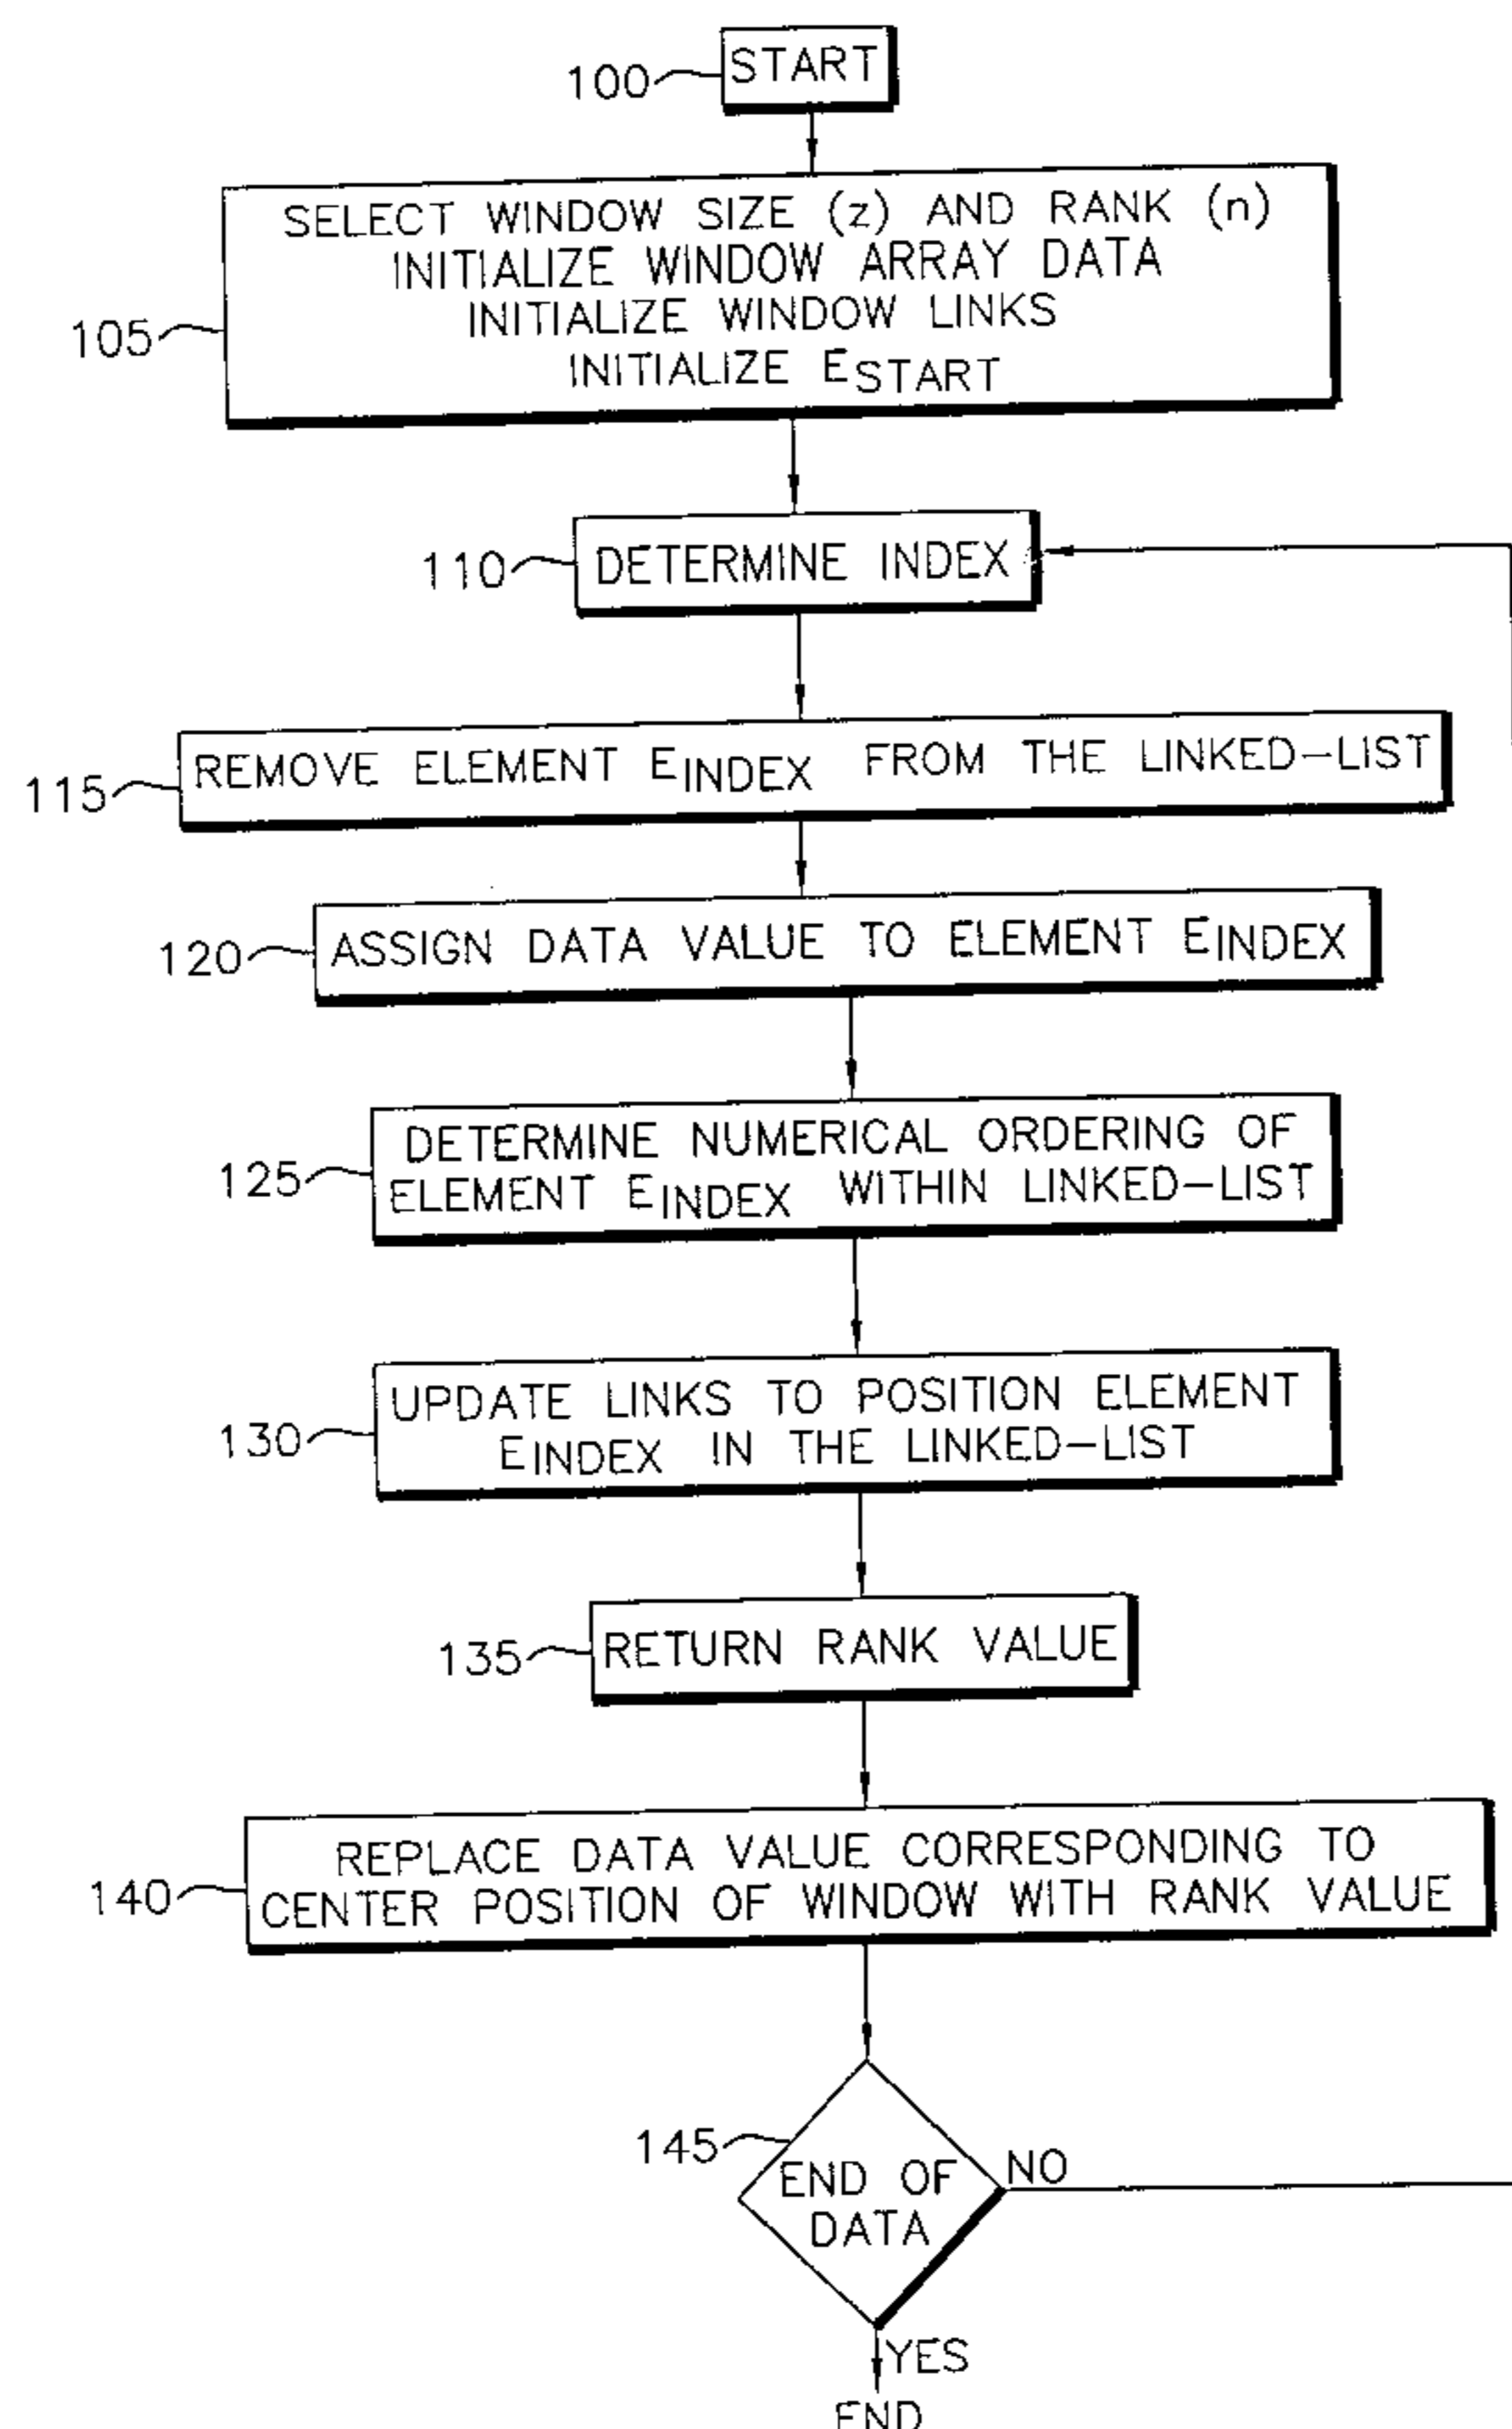 START
100
SELECT WINDOW SIZE (z) AND RANK (n)
INITIALIZE WINDOW ARRAY DATA
INITIALIZE WINDOW LINKS
INITIALIZE ESTART
105
DETERMINE INDEX
110
REMOVE ELEMENT EINDEX FROM THE LINKED-LIST
115
ASSIGN DATA VALUE TO ELEMENT EINDEX
120
DETERMINE NUMERICAL ORDERING OF
ELEMENT EINDEX WITHIN LINKED-LIST
125
UPDATE LINKS TO POSITION ELEMENT
EINDEX IN THE LINKED-LIST
130
RETURN RANK VALUE
135
REPLACE DATA VALUE CORRESPONDING TO
CENTER POSITION OF WINDOW WITH RANK VALUE
140
145
END OF
DATA
NO
YES
END